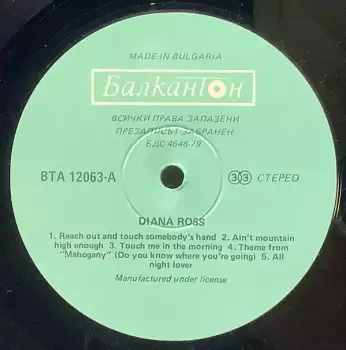 MADE IN BULGARIA
Балкантон
ВСИЧКИ ПРАВА ЗАПАЗЕНИ
ПРЕЗАПИСЪТ ЗАБРАНЕН
БДС 4648-79
BTA 12063-A
33 СТЕРЕО
DIANA ROSS
1. Reach out and touch somebody's hand 2. Ain't mountain
high enough 3. Touch me in the morning 4. Theme from
"Mahogany" (Do you know where you're going) 5. All
night lover
Manufactured under license